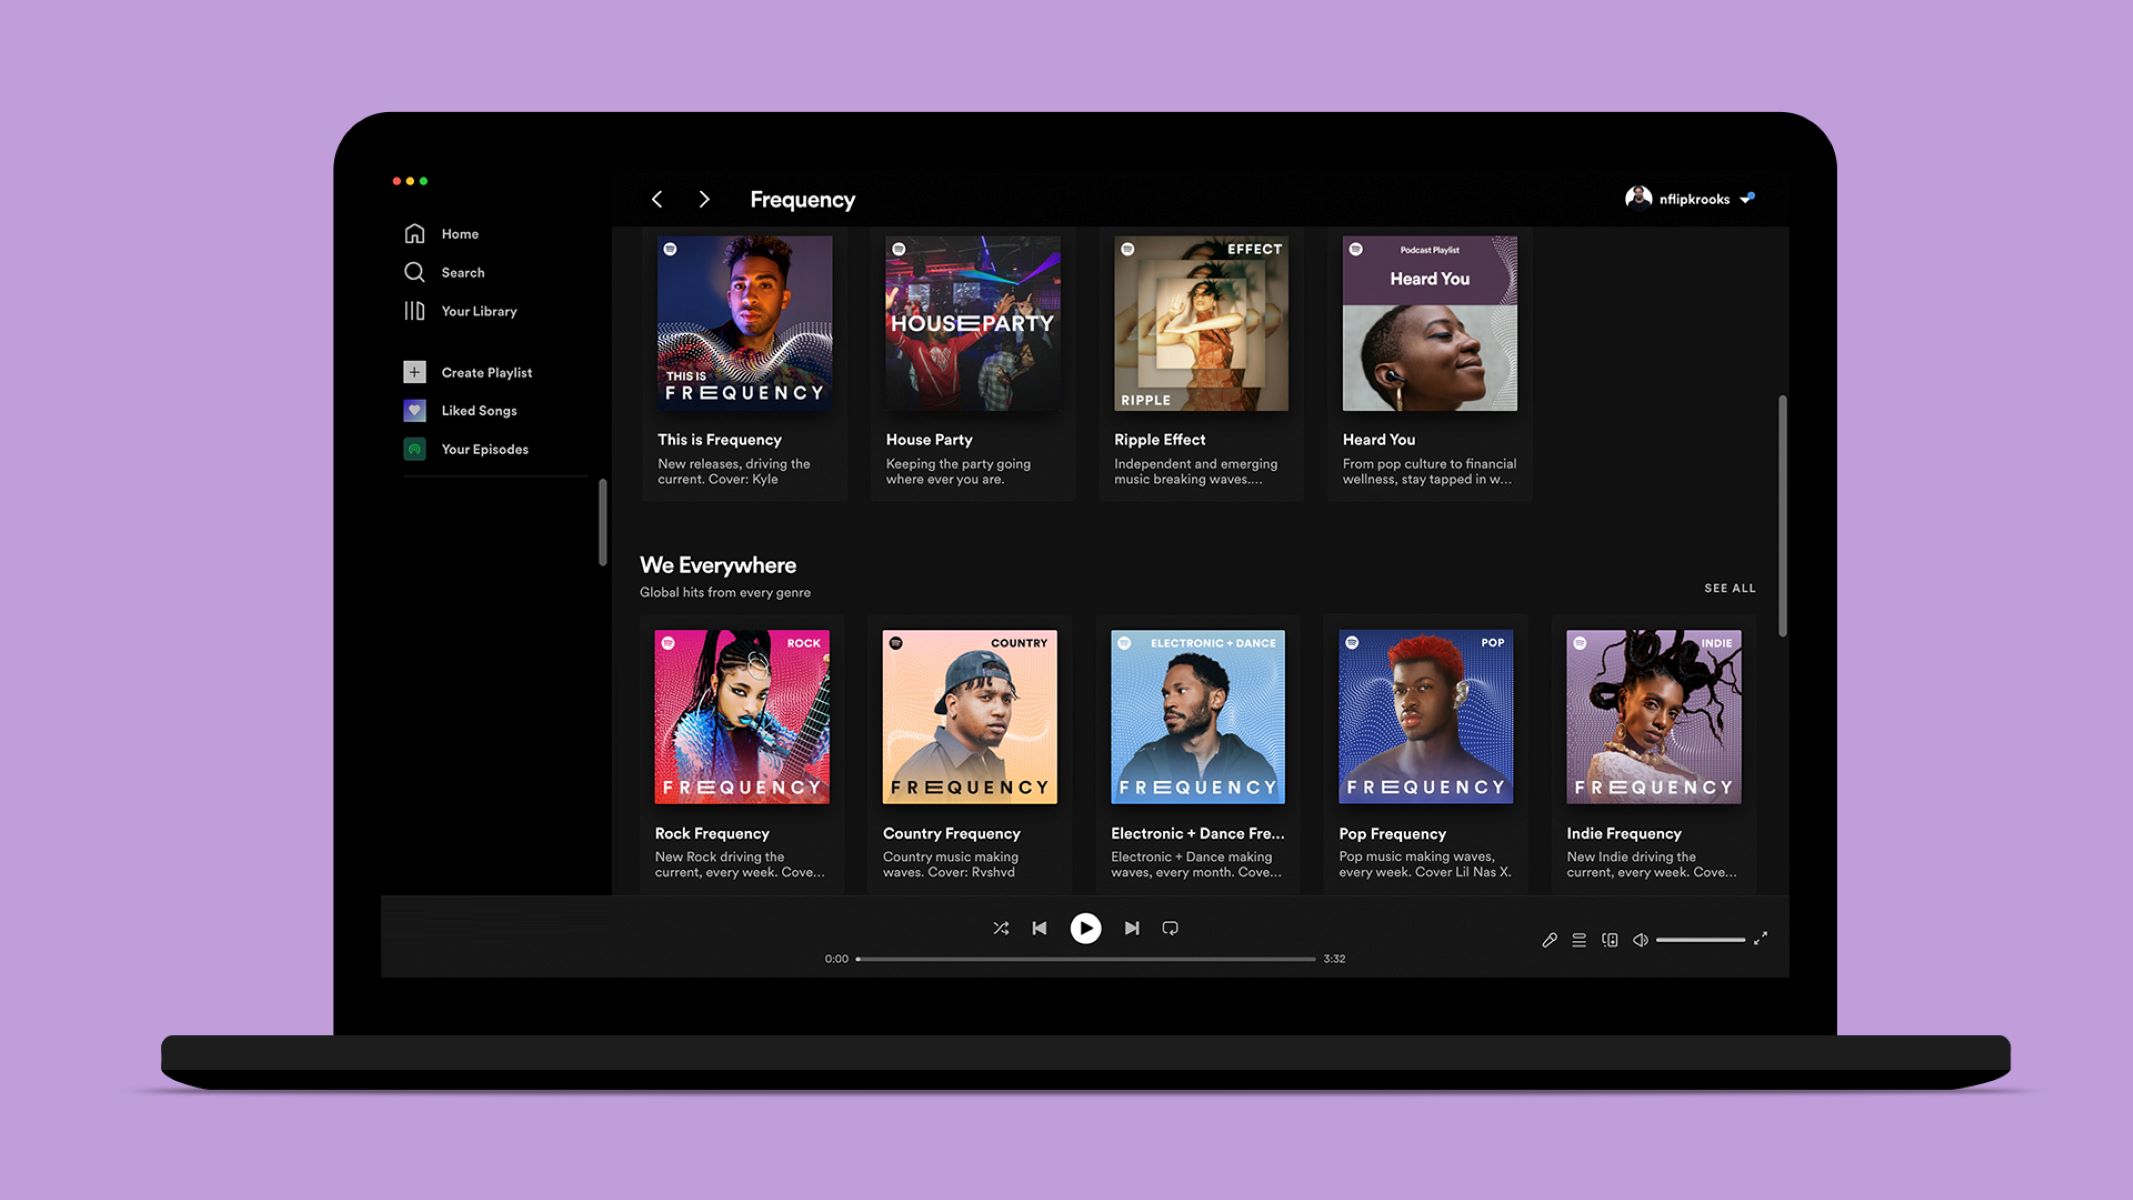 Frequency
nflipkrooks
Home
Search
Your Library
Create Playlist
Liked Songs
Your Episodes
THIS IS
FREQUENCY
This is Frequency
New releases, driving the
current. Cover: Kyle
HOUSE PARTY
House Party
Keeping the party going
where ever you are.
EFFECT
RIPPLE
Ripple Effect
Independent and emerging
music breaking waves....
Podcast Playlist
Heard You
Heard You
From pop culture to financial
wellness, stay tapped in w...
We Everywhere
Global hits from every genre
SEE ALL
ROCK
FREQUENCY
Rock Frequency
New Rock driving the
current, every week. Cove...
COUNTRY
FREQUENCY
Country Frequency
Country music making
waves. Cover: Rvshvd
ELECTRONIC + DANCE
FREQUENCY
Electronic + Dance Fre...
Electronic + Dance making
waves, every month. Cove...
POP
FREQUENCY
Pop Frequency
Pop music making waves,
every week. Cover Lil Nas X.
INDIE
FREQUENCY
Indie Frequency
New Indie driving the
current, every week. Cove...
0:00
3:32